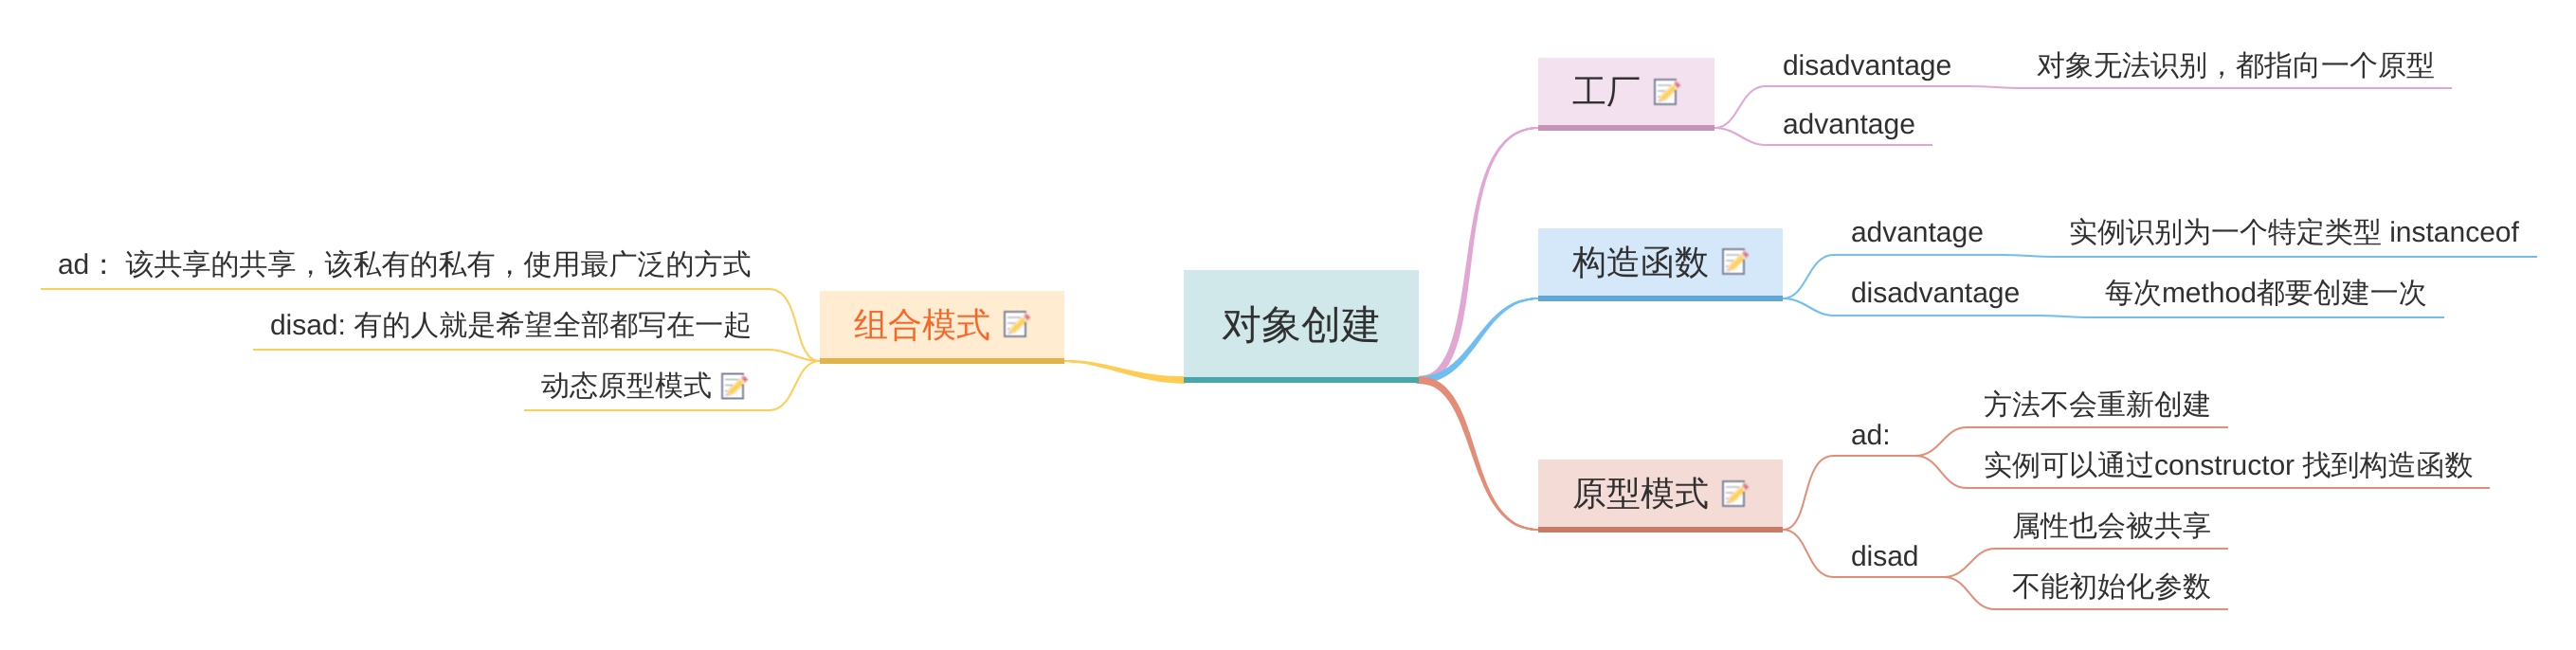 对象创建
工厂
disadvantage
对象无法识别，都指向一个原型
advantage
构造函数
advantage
实例识别为一个特定类型 instanceof
disadvantage
每次method都要创建一次
原型模式
ad:
方法不会重新创建
实例可以通过constructor 找到构造函数
disad
属性也会被共享
不能初始化参数
组合模式
ad： 该共享的共享，该私有的私有，使用最广泛的方式
disad: 有的人就是希望全部都写在一起
动态原型模式